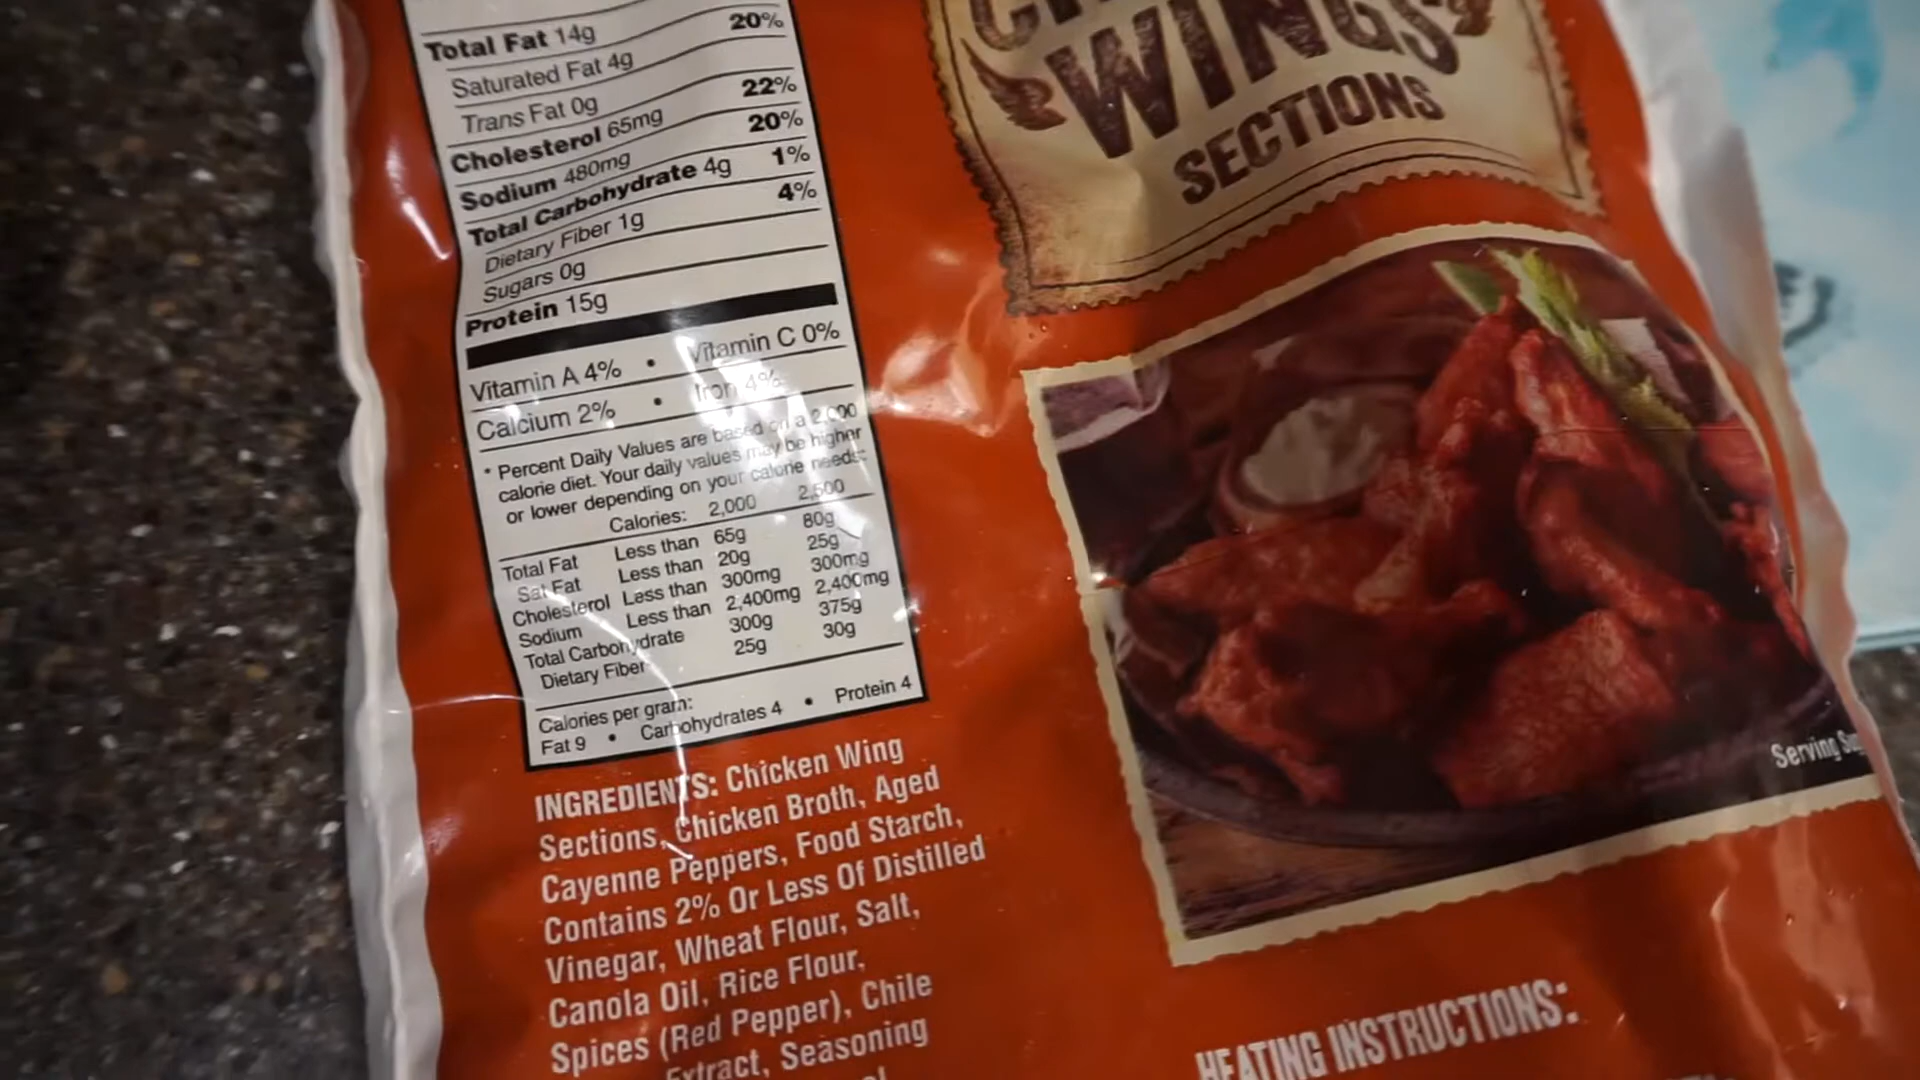 Total Fat 14g
Saturated Fat 4g 20%
Trans Fat 0g
Cholesterol 65mg 22%
Sodium 480mg 20%
Total Carbohydrate 4g 1%
Dietary Fiber 1g 4%
Sugars 0g
Protein 15g
Vitamin A 4% • Vitamin C 0%
Calcium 2% • Iron 4%
* Percent Daily Values are based on a 2,000
calorie diet. Your daily values may be higher
or lower depending on your calorie needs:
Calories: 2,000 2,500
Total Fat Less than 65g 80g
Sat Fat Less than 20g 25g
Cholesterol Less than 300mg 300mg
Sodium Less than 2,400mg 2,400mg
Total Carbohydrate 300g 375g
Dietary Fiber 25g 30g
Calories per gram:
Fat 9 • Carbohydrates 4 • Protein 4
INGREDIENTS: Chicken Wing
Sections, Chicken Broth, Aged
Cayenne Peppers, Food Starch,
Contains 2% Or Less Of Distilled
Vinegar, Wheat Flour, Salt,
Canola Oil, Rice Flour,
Spices (Red Pepper), Chile
Extract, Seasoning
WINGS
SECTIONS
Serving
HEATING INSTRUCTIONS: